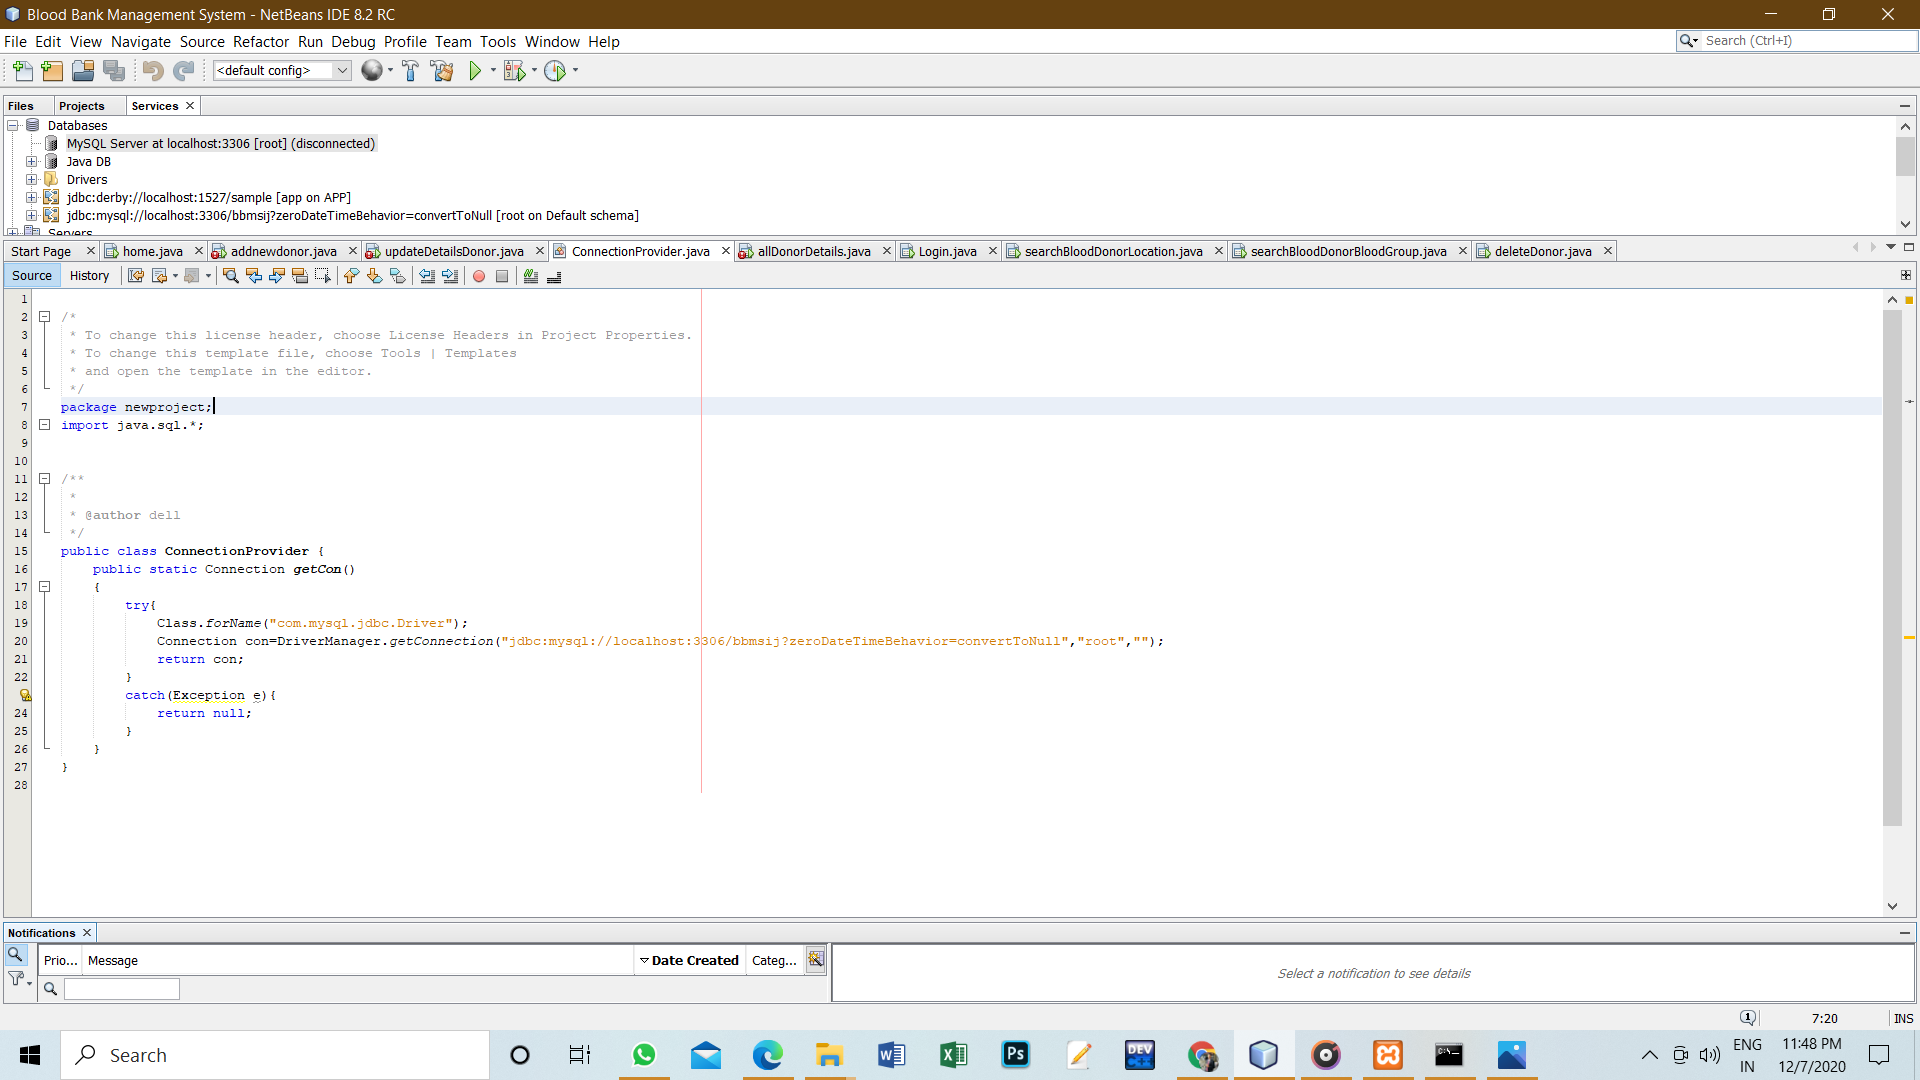 Blood Bank Management System - NetBeans IDE 8.2 RC
File Edit View Navigate Source Refactor Run Debug Profile Team Tools Window Help
Search (Ctrl+I)
<default config>
Files Projects Services
Databases
MySQL Server at localhost:3306 [root] (disconnected)
Java DB
Drivers
jdbc:derby://localhost:1527/sample [app on APP]
jdbc:mysql://localhost:3306/bbmsij?zeroDateTimeBehavior=convertToNull [root on Default schema]
Servers
Start Page home.java addnewdonor.java updateDetailsDonor.java ConnectionProvider.java allDonorDetails.java Login.java searchBloodDonorLocation.java searchBloodDonorBloodGroup.java deleteDonor.java
Source History
1
2 /*
3 * To change this license header, choose License Headers in Project Properties.
4 * To change this template file, choose Tools | Templates
5 * and open the template in the editor.
6 */
7 package newproject;
8 import java.sql.*;
9
10
11 /**
12 *
13 * @author dell
14 */
15 public class ConnectionProvider {
16 public static Connection getCon()
17 {
18 try{
19 Class.forName("com.mysql.jdbc.Driver");
20 Connection con=DriverManager.getConnection("jdbc:mysql://localhost:3306/bbmsij?zeroDateTimeBehavior=convertToNull","root","");
21 return con;
22 }
catch(Exception e){
24 return null;
25 }
26 }
27 }
28
Notifications
Prio... Message Date Created Categ...
Select a notification to see details
1 7:20 INS
Search
Ps
DEV
C++
ENG
IN
11:48 PM
12/7/2020